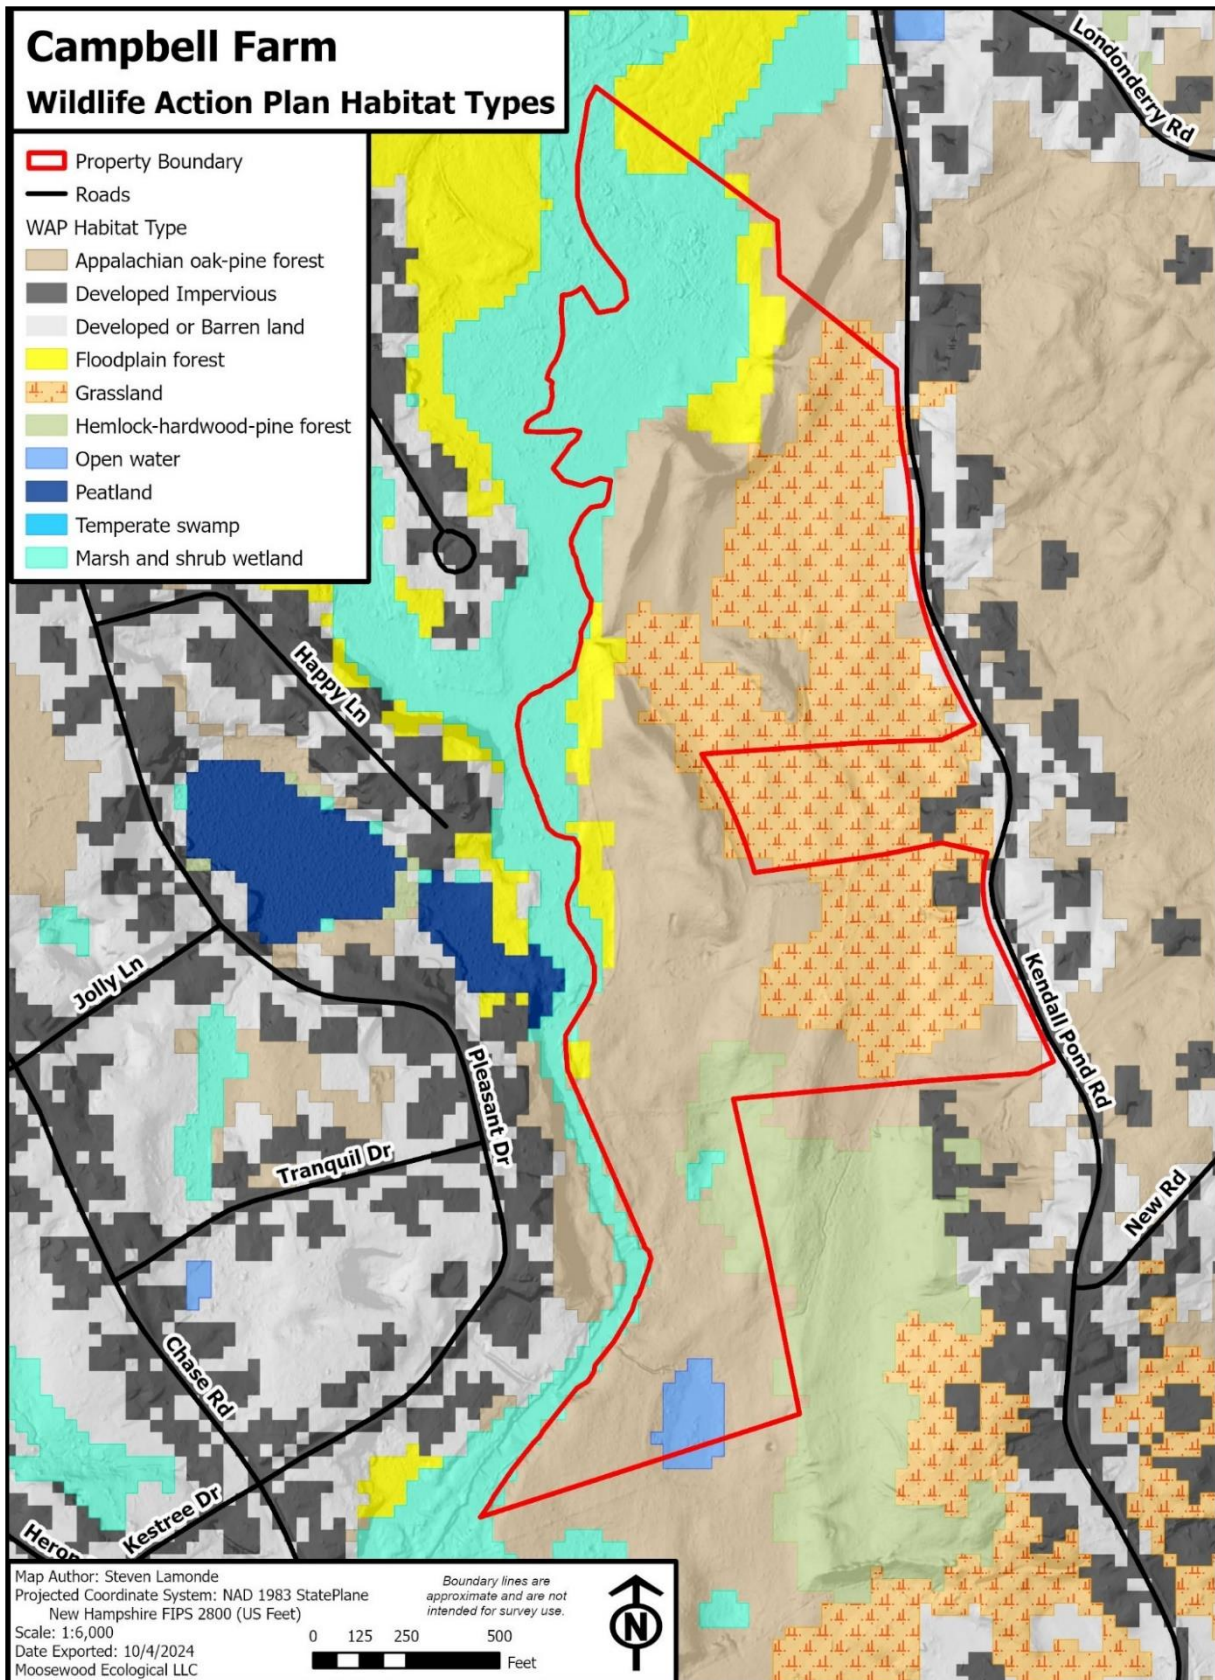 Campbell Farm
Wildlife Action Plan Habitat Types
Property Boundary
Roads
WAP Habitat Type
Appalachian oak-pine forest
Developed Impervious
Developed or Barren land
Floodplain forest
Grassland
Hemlock-hardwood-pine forest
Open water
Peatland
Temperate swamp
Marsh and shrub wetland
Londonderry Rd
Happy Ln
Jolly Ln
Pleasant Dr
Kendall Pond Rd
Tranquil Dr
New Rd
Chase Rd
Kestree Dr
Heron
Map Author: Steven Lamonde
Projected Coordinate System: NAD 1983 StatePlane
New Hampshire FIPS 2800 (US Feet)
Scale: 1:6,000
Date Exported: 10/4/2024
Moosewood Ecological LLC
Boundary lines are
approximate and are not
intended for survey use.
0 125 250 500
Feet
N